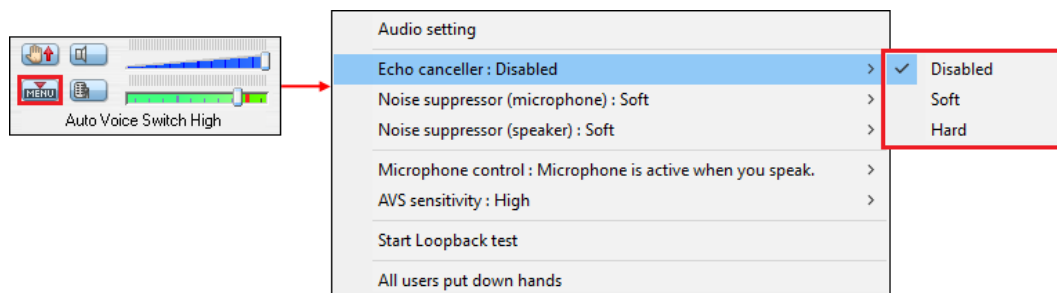 MENU
Auto Voice Switch High
Audio setting
Echo canceller : Disabled
Noise suppressor (microphone) : Soft
Noise suppressor (speaker) : Soft
Microphone control : Microphone is active when you speak.
AVS sensitivity : High
Start Loopback test
All users put down hands
Disabled
Soft
Hard